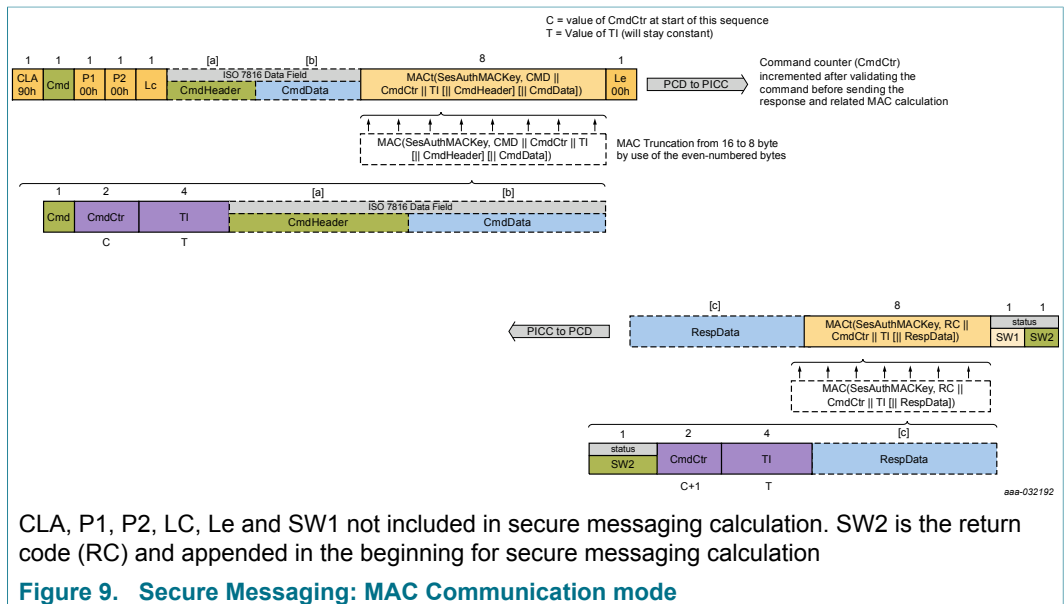 C = value of CmdCtr at start of this sequence
T = Value of TI (will stay constant)
1 1 1 1 1 [a] [b] 8 1
CLA
90h
Cmd
P1
00h
P2
00h
Lc
ISO 7816 Data Field
CmdHeader
CmdData
MACt(SesAuthMACKey, CMD ||
CmdCtr || TI [|| CmdHeader] [|| CmdData])
Le
00h
PCD to PICC
Command counter (CmdCtr)
incremented after validating the
command before sending the
response and related MAC calculation
MAC(SesAuthMACKey, CMD || CmdCtr || TI
[|| CmdHeader] [|| CmdData])
MAC Truncation from 16 to 8 byte
by use of the even-numbered bytes
1 2 4 [a] [b]
Cmd
CmdCtr
TI
ISO 7816 Data Field
CmdHeader
CmdData
C T
[c] 8 1 1
PICC to PCD
RespData
MACt(SesAuthMACKey, RC ||
CmdCtr || TI [|| RespData])
status
SW1
SW2
MAC(SesAuthMACKey, RC ||
CmdCtr || TI [|| RespData])
1 2 4 [c]
status
SW2
CmdCtr
TI
RespData
C+1 T
aaa-032192
CLA, P1, P2, LC, Le and SW1 not included in secure messaging calculation. SW2 is the return
code (RC) and appended in the beginning for secure messaging calculation
Figure 9. Secure Messaging: MAC Communication mode